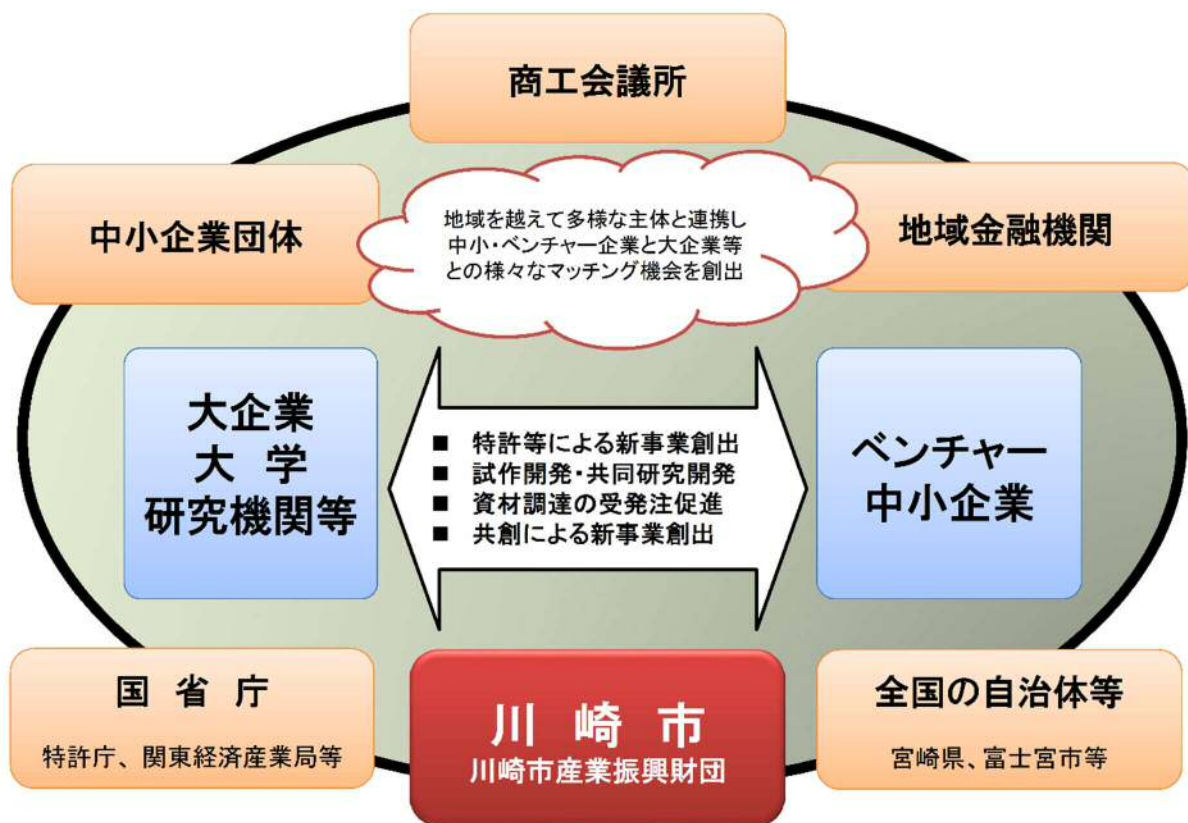 商工会議所
中小企業団体
地域を越えて多様な主体と連携し
中小・ベンチャー企業と大企業等
との様々なマッチング機会を創出
地域金融機関
大企業
大 学
研究機関等
■ 特許等による新事業創出
■ 試作開発・共同研究開発
■ 資材調達の受発注促進
■ 共創による新事業創出
ベンチャー
中小企業
国 省 庁
特許庁、関東経済産業局等
川 崎 市
川崎市産業振興財団
全国の自治体等
宮崎県、富士宮市等